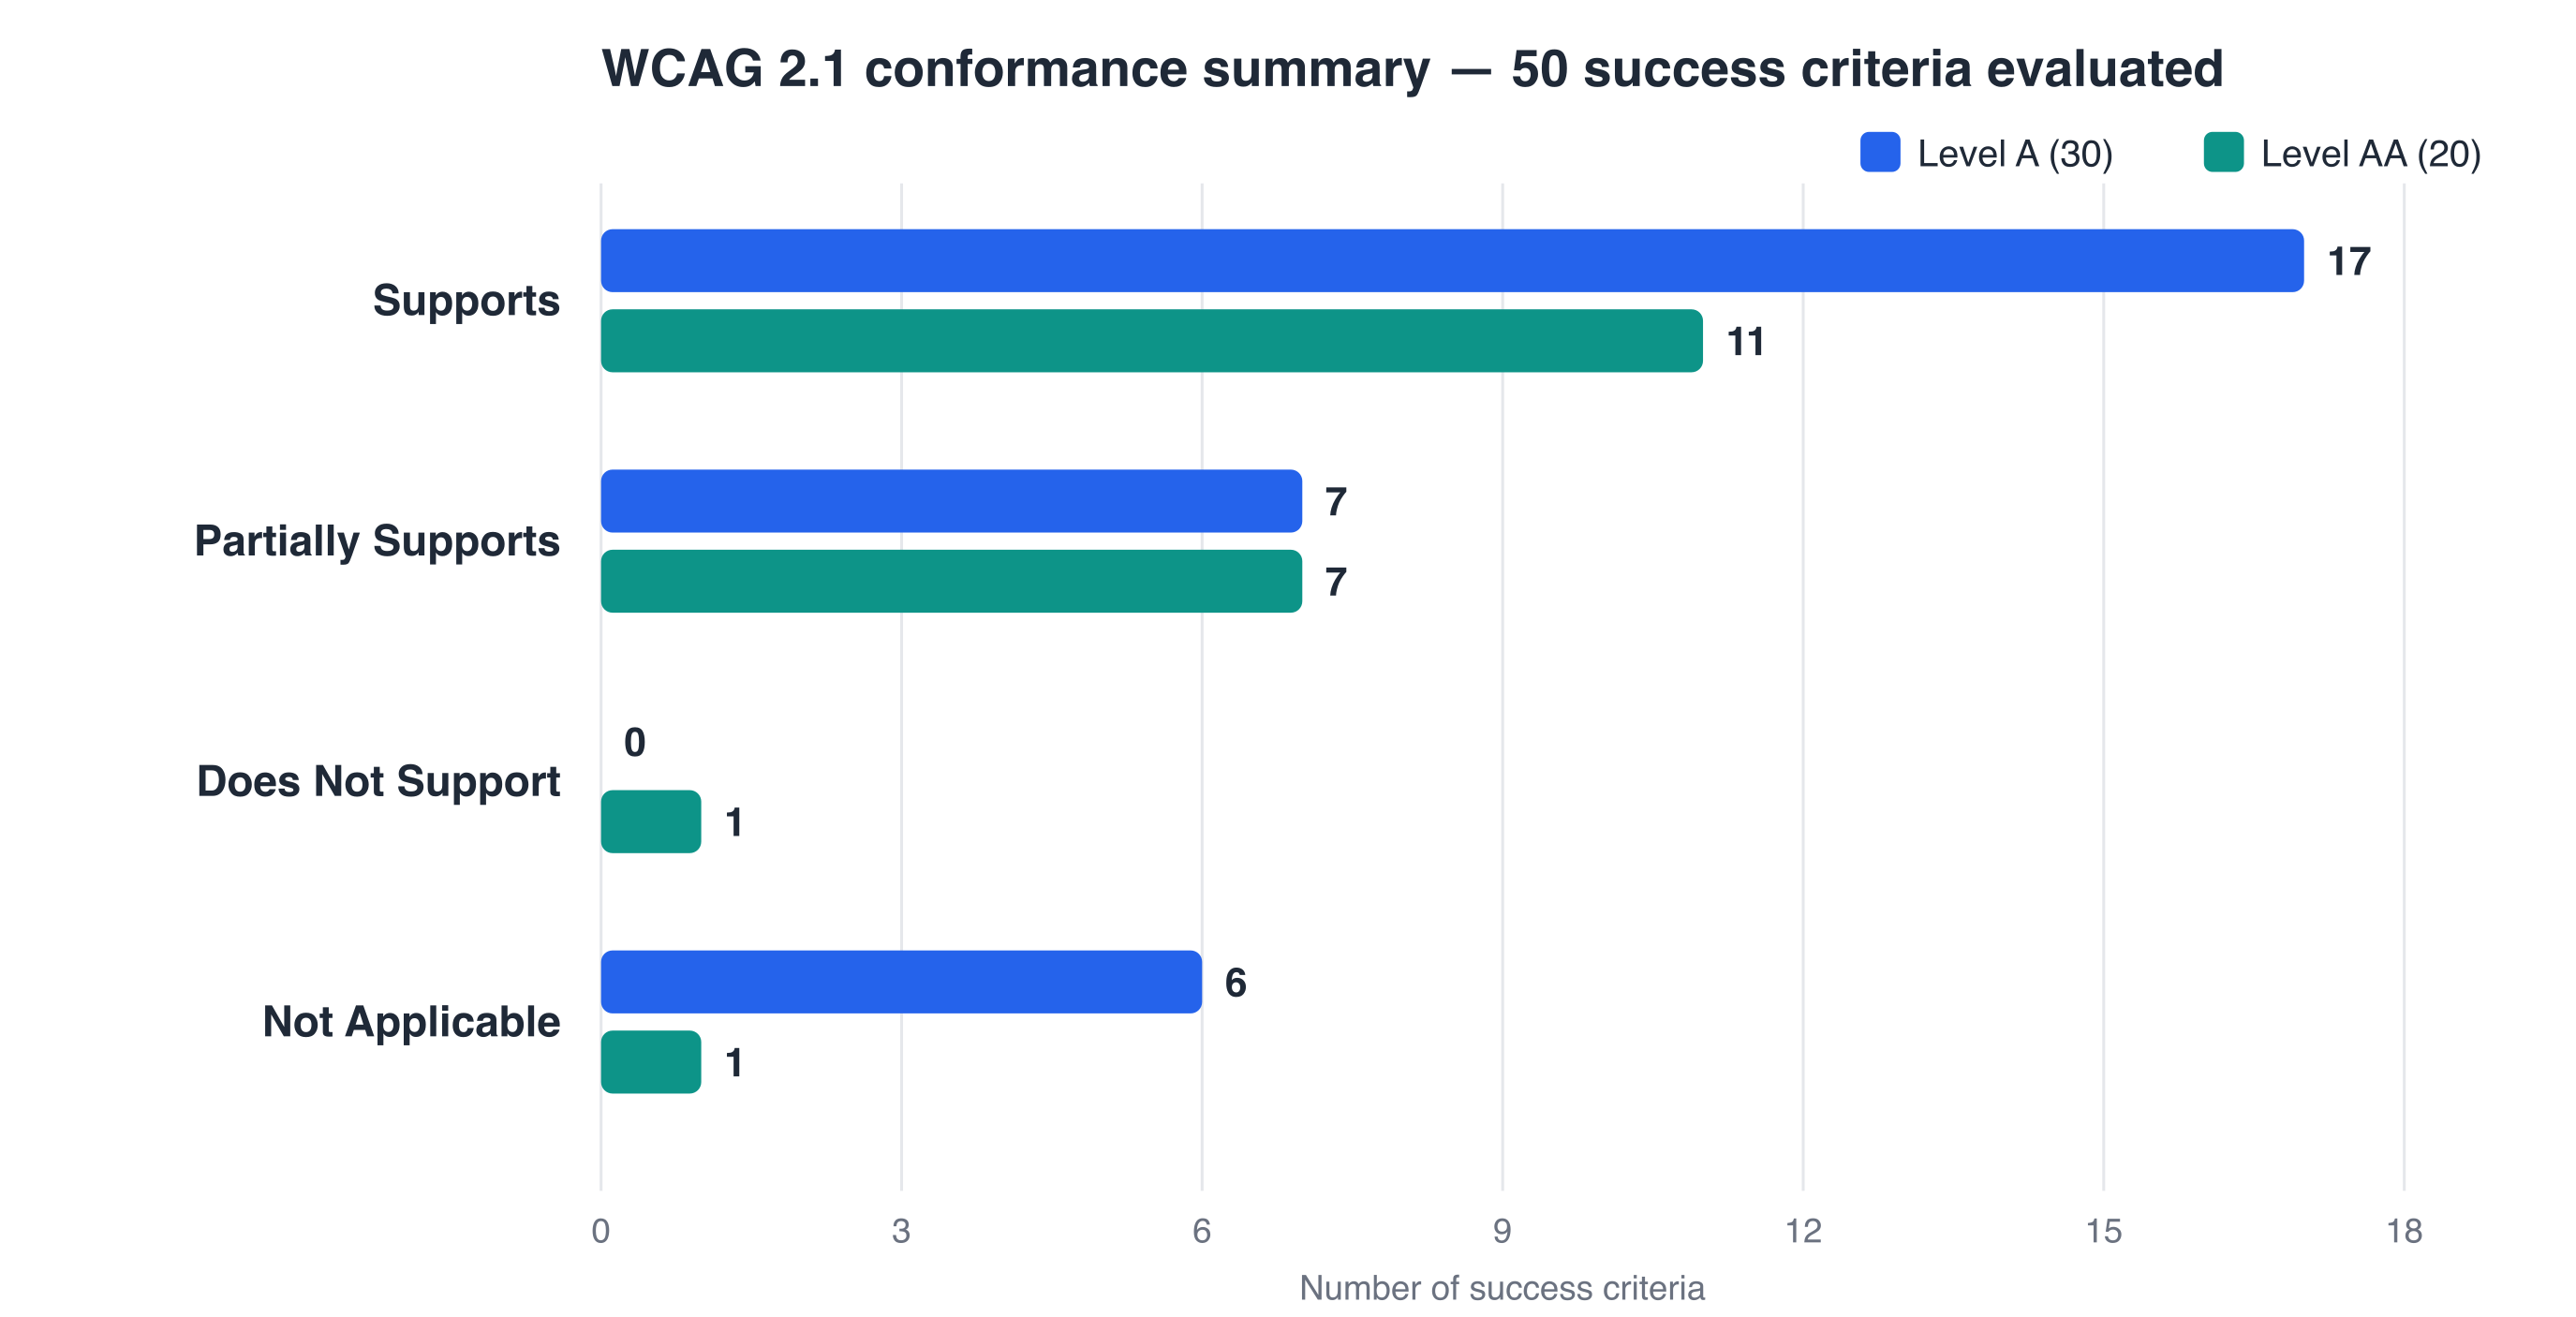 WCAG 2.1 conformance summary — 50 success criteria evaluated
Level A (30) Level AA (20)
17
Supports
11
7
Partially Supports
7
0
Does Not Support
1
6
Not Applicable
1
0 3 6 9 12 15 18
Number of success criteria